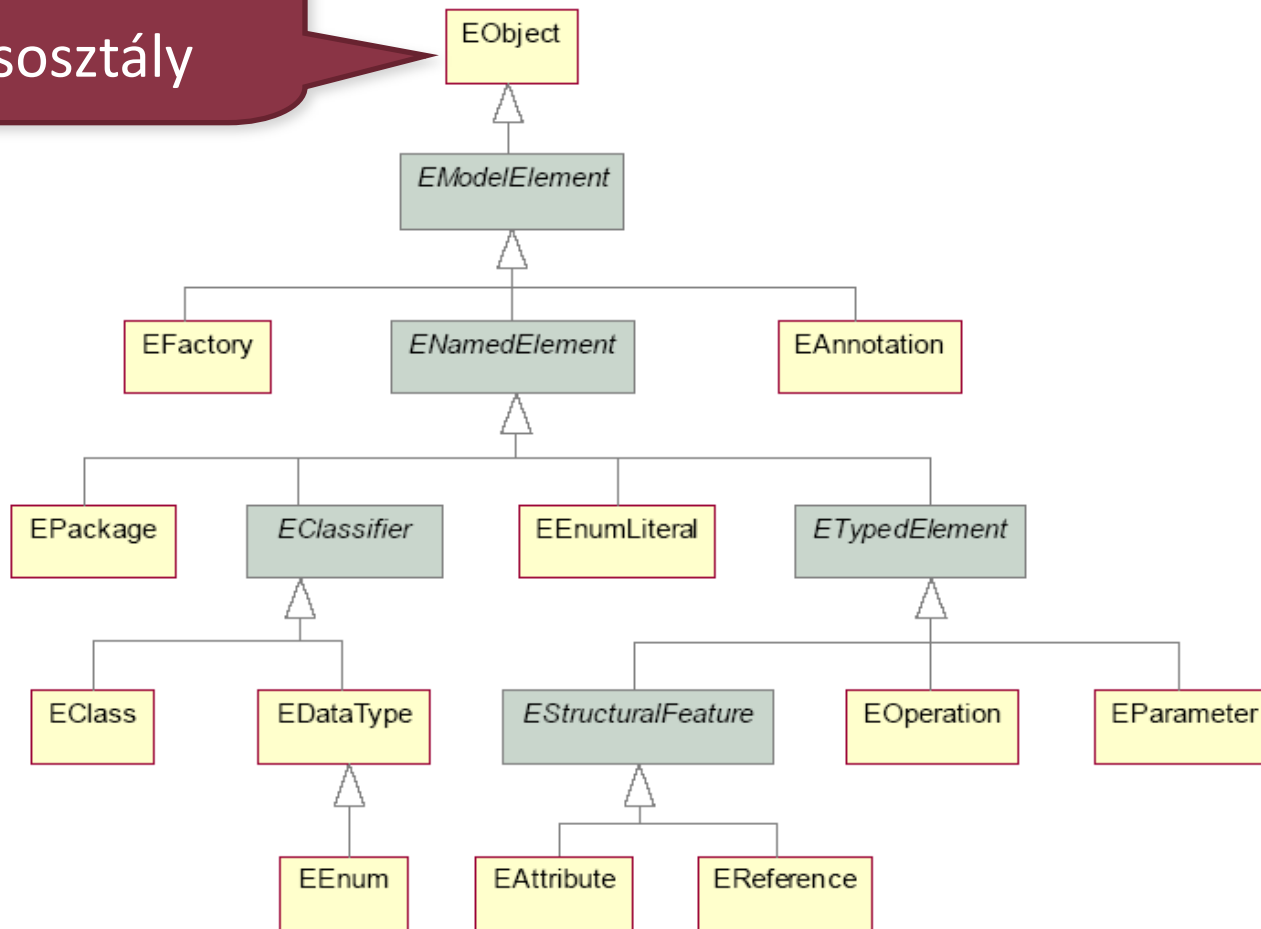 sosztály
EObject
EModelElement
EFactory
ENamedElement
EAnnotation
EPackage
EClassifier
EEnumLiteral
ETypedElement
EClass
EDataType
EStructuralFeature
EOperation
EParameter
EEnum
EAttribute
EReference